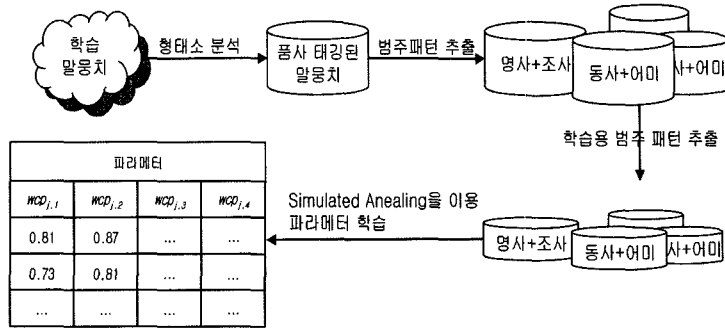 학습
말뭉치
형태소 분석
품사 태깅된
말뭉치
범주패턴 추출
명사+조사
동사+어미
사+어미
학습용 범주 패턴 추출
파라메터
wcp_{j,1} wcp_{j,2} wcp_{j,3} wcp_{j,4}
0.81 0.87 ... ...
0.73 0.81 ... ...
... ... ... ...
Simulated Anealing을 이용
파라메터 학습
명사+조사
동사+어미
사+어미